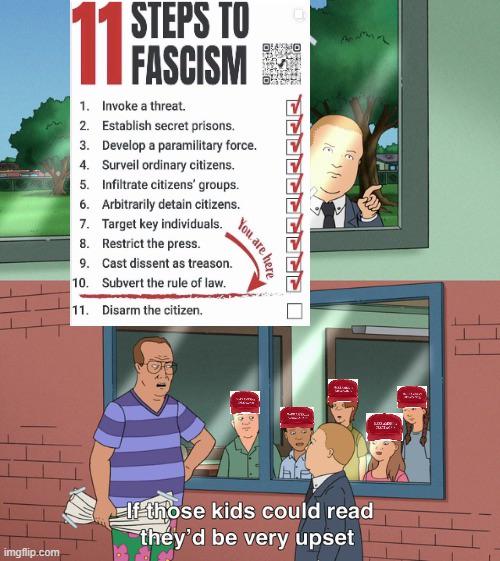 11 STEPS TO
FASCISM
1. Invoke a threat.
2. Establish secret prisons.
3. Develop a paramilitary force.
4. Surveil ordinary citizens.
5. Infiltrate citizens' groups.
6. Arbitrarily detain citizens.
7. Target key individuals.
8. Restrict the press.
9. Cast dissent as treason.
10. Subvert the rule of law.
You are here
11. Disarm the citizen.
If those kids could read
they'd be very upset
imgflip.com